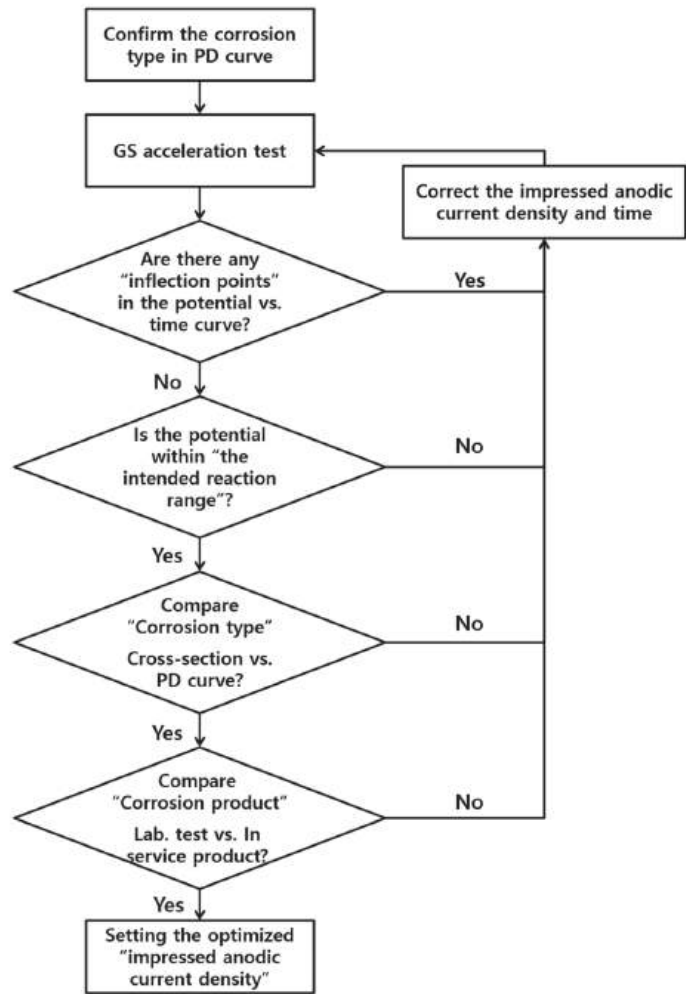 Confirm the corrosion
type in PD curve
GS acceleration test
Correct the impressed anodic
current density and time
Are there any
“inflection points”
in the potential vs.
time curve?
Yes
No
Is the potential
within “the
intended reaction
range”?
No
Yes
Compare
“Corrosion type”
Cross-section vs.
PD curve?
No
Yes
Compare
“Corrosion product”
Lab. test vs. In
service product?
No
Yes
Setting the optimized
“impressed anodic
current density”